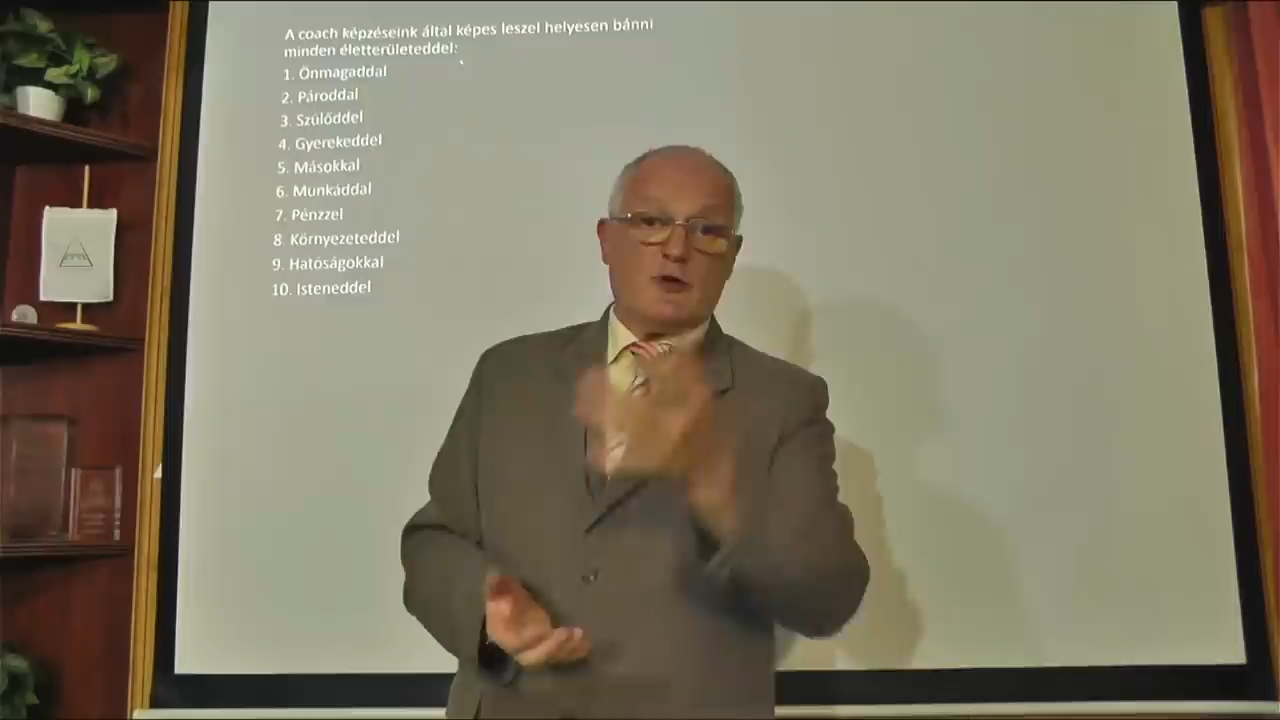 A coach képzéseink által képes leszel helyesen bánni
minden életterületeddel:
1. Önmagaddal
2. Pároddal
3. Szülőddel
4. Gyerekeddel
5. Másokkal
6. Munkáddal
7. Pénzzel
8. Környezeteddel
9. Hatóságokkal
10. Isteneddel